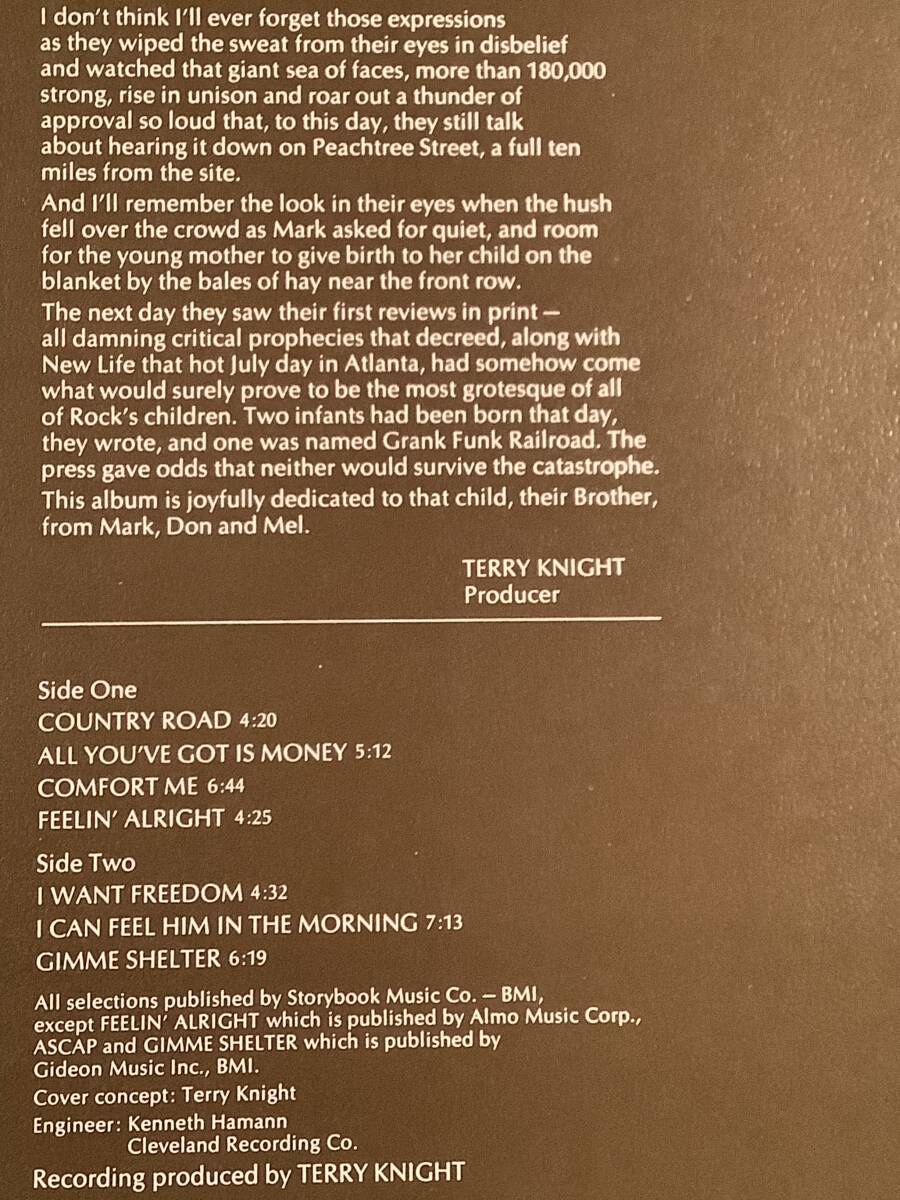 I don't think I'll ever forget those expressions
as they wiped the sweat from their eyes in disbelief
and watched that giant sea of faces, more than 180,000
strong, rise in unison and roar out a thunder of
approval so loud that, to this day, they still talk
about hearing it down on Peachtree Street, a full ten
miles from the site.
And I'll remember the look in their eyes when the hush
fell over the crowd as Mark asked for quiet, and room
for the young mother to give birth to her child on the
blanket by the bales of hay near the front row.
The next day they saw their first reviews in print —
all damning critical prophecies that decreed, along with
New Life that hot July day in Atlanta, had somehow come
what would surely prove to be the most grotesque of all
of Rock's children. Two infants had been born that day,
they wrote, and one was named Grank Funk Railroad. The
press gave odds that neither would survive the catastrophe.
This album is joyfully dedicated to that child, their Brother,
from Mark, Don and Mel.
TERRY KNIGHT
Producer
Side One
COUNTRY ROAD 4:20
ALL YOU'VE GOT IS MONEY 5:12
COMFORT ME 6:44
FEELIN' ALRIGHT 4:25
Side Two
I WANT FREEDOM 4:32
I CAN FEEL HIM IN THE MORNING 7:13
GIMME SHELTER 6:19
All selections published by Storybook Music Co. – BMI,
except FEELIN' ALRIGHT which is published by Almo Music Corp.,
ASCAP and GIMME SHELTER which is published by
Gideon Music Inc., BMI.
Cover concept: Terry Knight
Engineer: Kenneth Hamann
Cleveland Recording Co.
Recording produced by TERRY KNIGHT